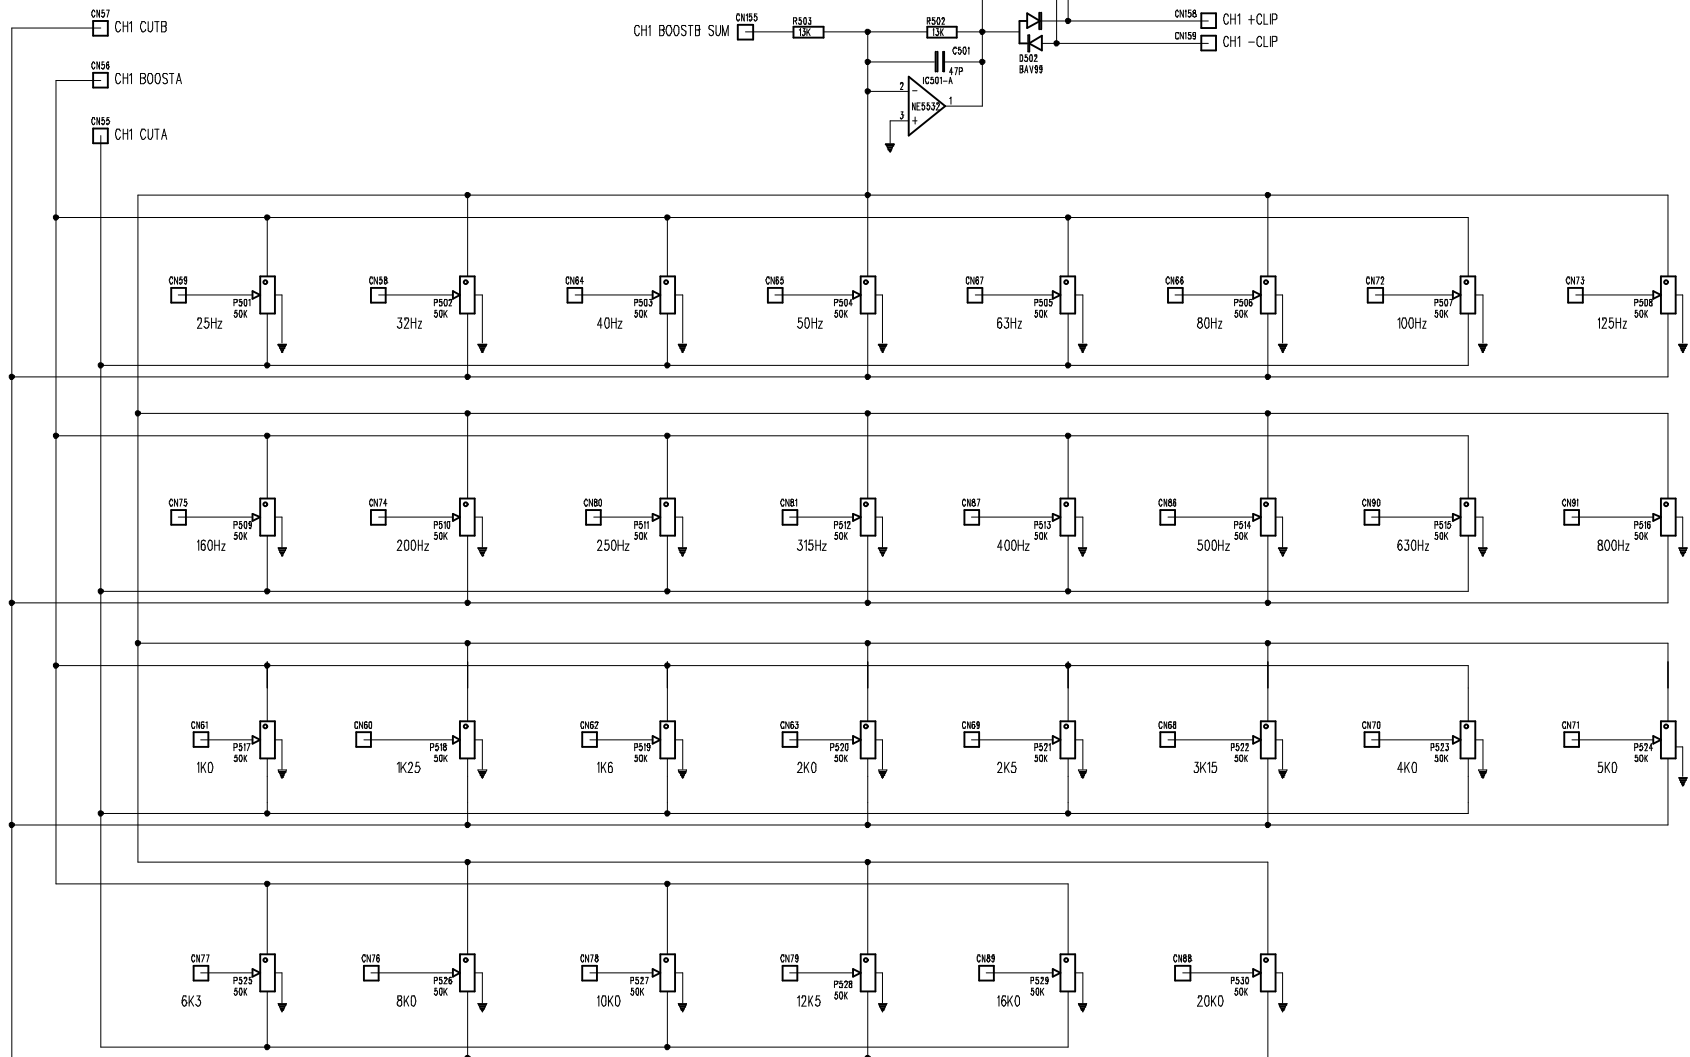 CN57
CH1 CUTB
CN56
CH1 BOOSTA
CN55
CH1 CUTA
CH1 BOOSTB SUM
CN155
R503
13K
R502
13K
C501
47P
IC501-A
NE5532
2
3
1
-
+
D502
BAV99
CN158
CH1 +CLIP
CN159
CH1 -CLIP
CN59
P501
50K
25Hz
CN58
P502
50K
32Hz
CN64
P503
50K
40Hz
CN65
P504
50K
50Hz
CN67
P505
50K
63Hz
CN66
P506
50K
80Hz
CN72
P507
50K
100Hz
CN73
P508
50K
125Hz
CN75
P509
50K
160Hz
CN74
P510
50K
200Hz
CN80
P511
50K
250Hz
CN81
P512
50K
315Hz
CN87
P513
50K
400Hz
CN86
P514
50K
500Hz
CN90
P515
50K
630Hz
CN91
P516
50K
800Hz
CN61
P517
50K
1K0
CN60
P518
50K
1K25
CN62
P519
50K
1K6
CN63
P520
50K
2K0
CN69
P521
50K
2K5
CN68
P522
50K
3K15
CN70
P523
50K
4K0
CN71
P524
50K
5K0
CN77
P525
50K
6K3
CN76
P526
50K
8K0
CN78
P527
50K
10K0
CN79
P528
50K
12K5
CN89
P529
50K
16K0
CN88
P530
50K
20K0